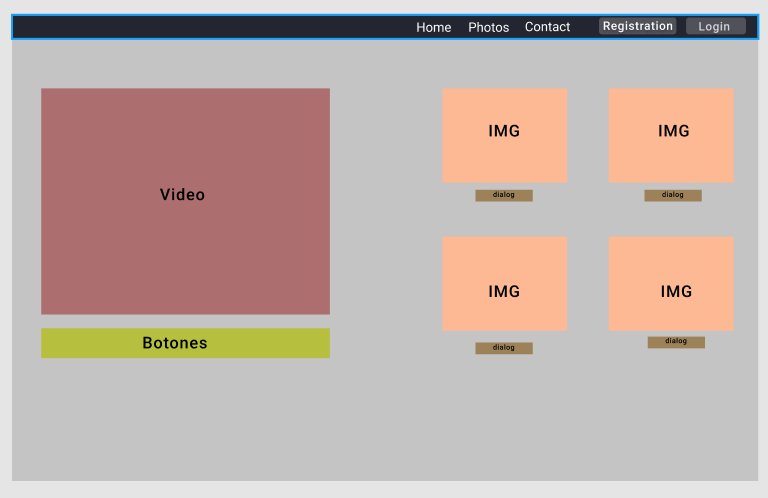 Home Photos Contact Registration Login
Video
IMG
IMG
dialog
dialog
IMG
IMG
dialog
dialog
Botones